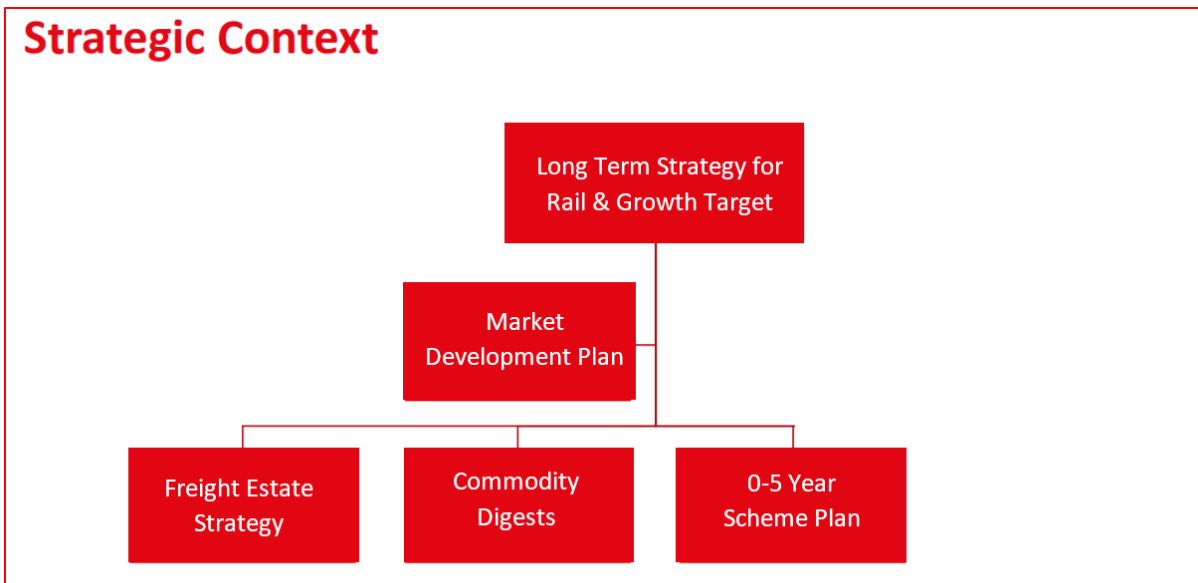 Strategic Context
Long Term Strategy for
Rail & Growth Target
Market
Development Plan
Freight Estate
Strategy
Commodity
Digests
0-5 Year
Scheme Plan